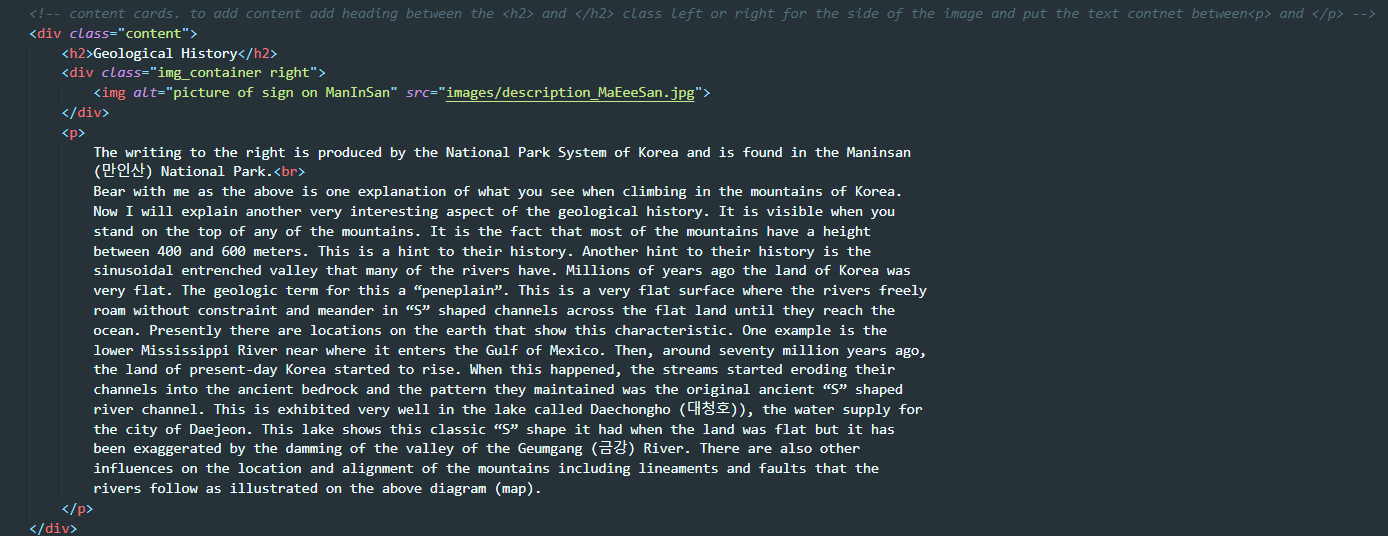 <!-- content cards. to add content add heading between the <h2> and </h2> class left or right for the side of the image and put the text contnet between<p> and </p> -->
<div class="content">
<h2>Geological History</h2>
<div class="img_container right">
<img alt="picture of sign on ManInSan" src="images/description_MaEeeSan.jpg">
</div>
<p>
The writing to the right is produced by the National Park System of Korea and is found in the Maninsan
(만인산) National Park.<br>
Bear with me as the above is one explanation of what you see when climbing in the mountains of Korea.
Now I will explain another very interesting aspect of the geological history. It is visible when you
stand on the top of any of the mountains. It is the fact that most of the mountains have a height
between 400 and 600 meters. This is a hint to their history. Another hint to their history is the
sinusoidal entrenched valley that many of the rivers have. Millions of years ago the land of Korea was
very flat. The geologic term for this a “peneplain”. This is a very flat surface where the rivers freely
roam without constraint and meander in “S” shaped channels across the flat land until they reach the
ocean. Presently there are locations on the earth that show this characteristic. One example is the
lower Mississippi River near where it enters the Gulf of Mexico. Then, around seventy million years ago,
the land of present-day Korea started to rise. When this happened, the streams started eroding their
channels into the ancient bedrock and the pattern they maintained was the original ancient “S” shaped
river channel. This is exhibited very well in the lake called Daechongho (대청호)), the water supply for
the city of Daejeon. This lake shows this classic “S” shape it had when the land was flat but it has
been exaggerated by the damming of the valley of the Geumgang (금강) River. There are also other
influences on the location and alignment of the mountains including lineaments and faults that the
rivers follow as illustrated on the above diagram (map).
</p>
</div>